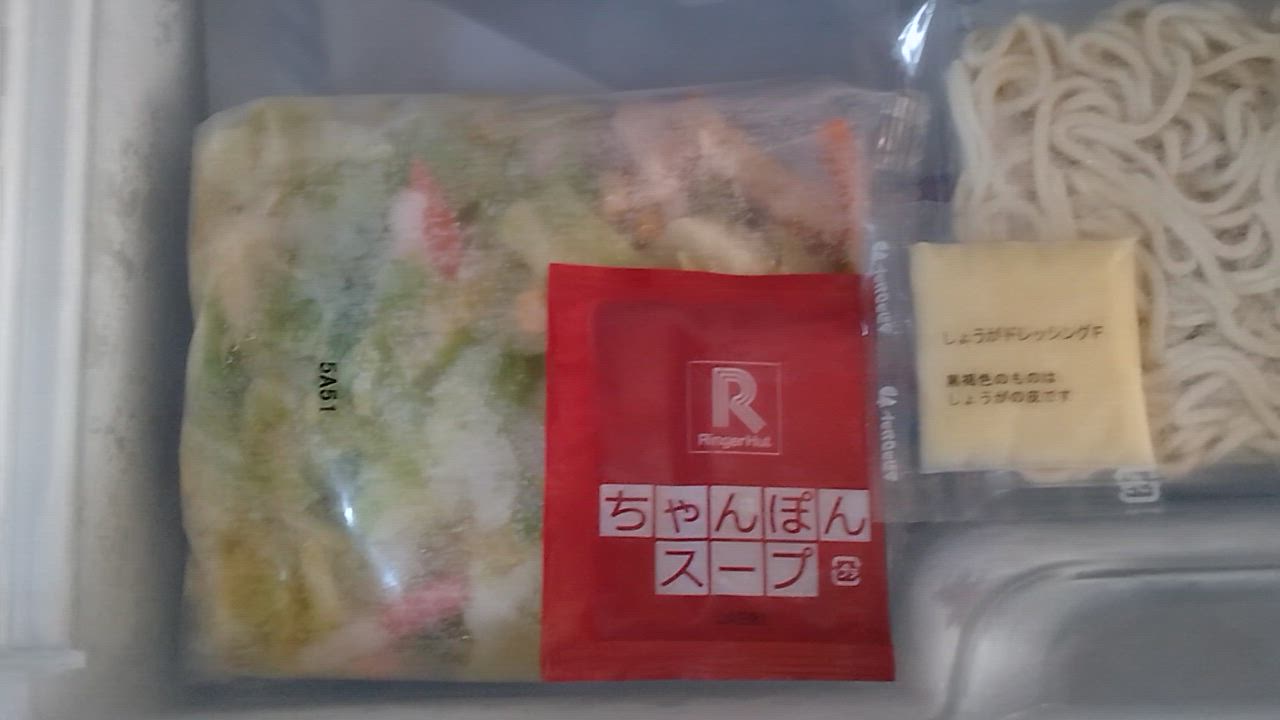 5A51
RingerHut
ちゃんぽん
スープ
しょうがドレッシングF
黒褐色のものは
しょうがの皮です